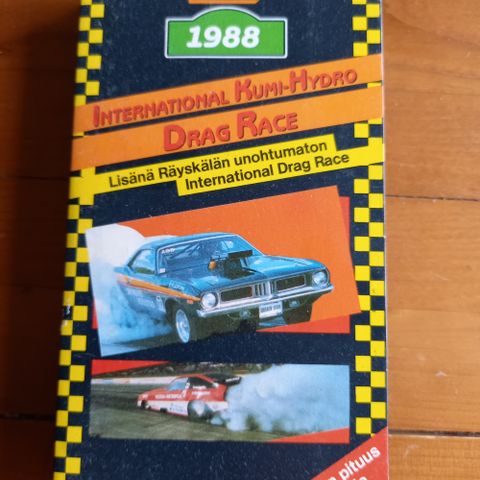 1988
INTERNATIONAL KUMI-HYDRO
DRAG RACE
Lisänä Räyskälän unohtumaton
International Drag Race
pituus